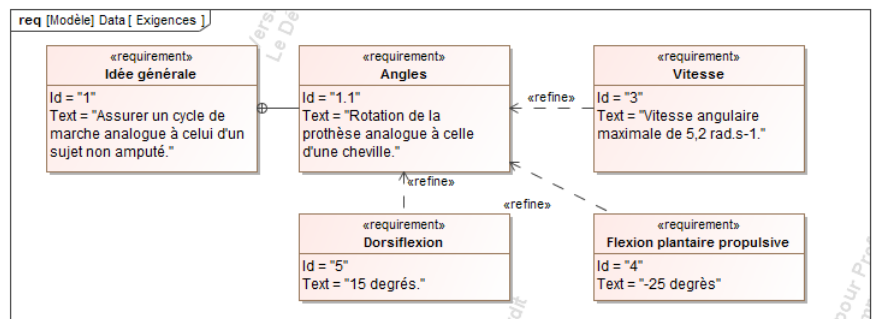 req [Modèle] Data [ Exigences ]
«requirement»
Idée générale
Id = "1"
Text = "Assurer un cycle de
marche analogue à celui d'un
sujet non amputé."
«requirement»
Angles
Id = "1.1"
Text = "Rotation de la
prothèse analogue à celle
d'une cheville."
«refine»
«requirement»
Vitesse
Id = "3"
Text = "Vitesse angulaire
maximale de 5,2 rad.s-1."
«refine»
«refine»
«requirement»
Dorsiflexion
Id = "5"
Text = "15 degrés."
«requirement»
Flexion plantaire propulsive
Id = "4"
Text = "-25 degrès"